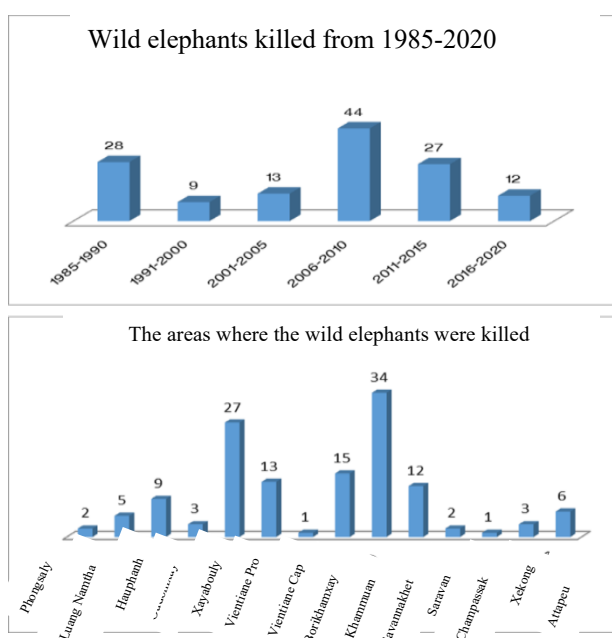 Wild elephants killed from 1985-2020
28
9
13
44
27
12
1985-1990
1991-2000
2001-2005
2006-2010
2011-2015
2016-2020
The areas where the wild elephants were killed
2
5
9
3
27
13
1
15
34
12
2
1
3
6
Phongsaly
Luang Namtha
Hauphanh
Xayabouly
Vientiane Pro
Vientiane Cap
Borikhamxay
Khammuan
Savannakhet
Saravan
Champassak
Xekong
Attapeu